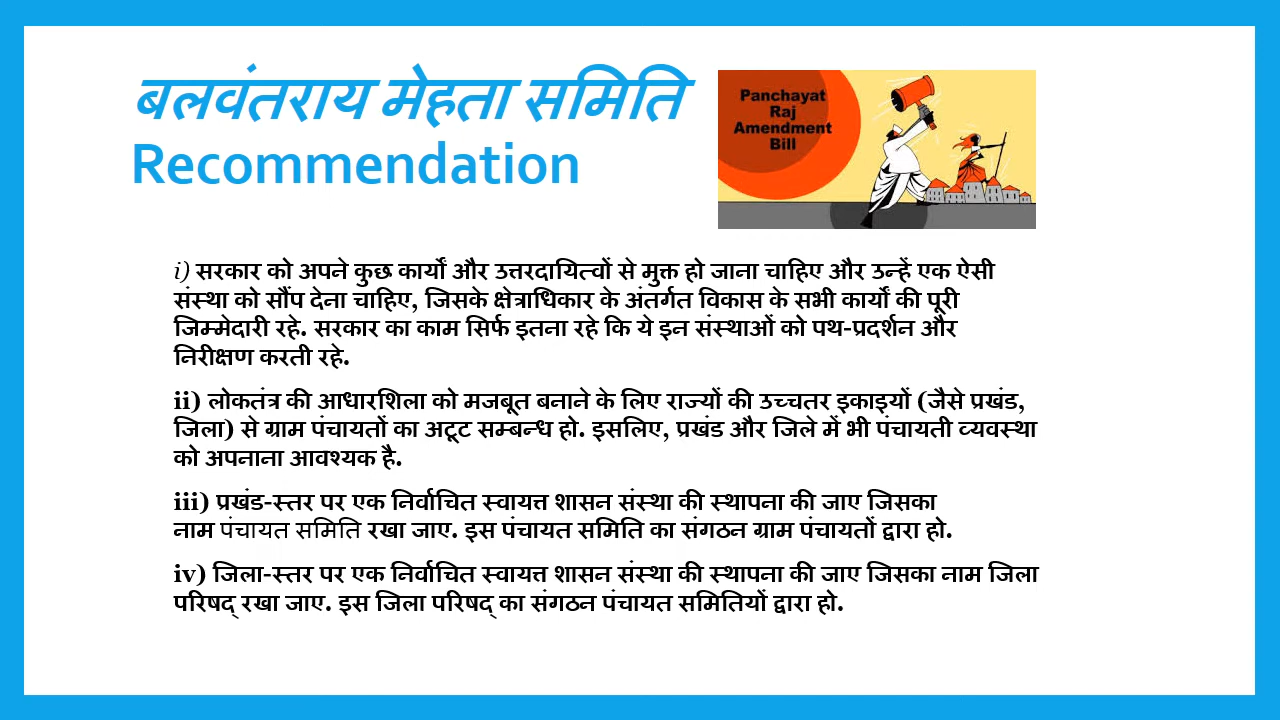 बलवंतराय मेहता समिति
Recommendation
Panchayat
Raj
Amendment
Bill
i) सरकार को अपने कुछ कार्यों और उत्तरदायित्वों से मुक्त हो जाना चाहिए और उन्हें एक ऐसी
संस्था को सौंप देना चाहिए, जिसके क्षेत्राधिकार के अंतर्गत विकास के सभी कार्यों की पूरी
जिम्मेदारी रहे. सरकार का काम सिर्फ इतना रहे कि ये इन संस्थाओं को पथ-प्रदर्शन और
निरीक्षण करती रहे.
ii) लोकतंत्र की आधारशिला को मजबूत बनाने के लिए राज्यों की उच्चतर इकाइयों (जैसे प्रखंड,
जिला) से ग्राम पंचायतों का अटूट सम्बन्ध हो. इसलिए, प्रखंड और जिले में भी पंचायती व्यवस्था
को अपनाना आवश्यक है.
iii) प्रखंड-स्तर पर एक निर्वाचित स्वायत्त शासन संस्था की स्थापना की जाए जिसका
नाम पंचायत समिति रखा जाए. इस पंचायत समिति का संगठन ग्राम पंचायतों द्वारा हो.
iv) जिला-स्तर पर एक निर्वाचित स्वायत्त शासन संस्था की स्थापना की जाए जिसका नाम जिला
परिषद् रखा जाए. इस जिला परिषद् का संगठन पंचायत समितियों द्वारा हो.